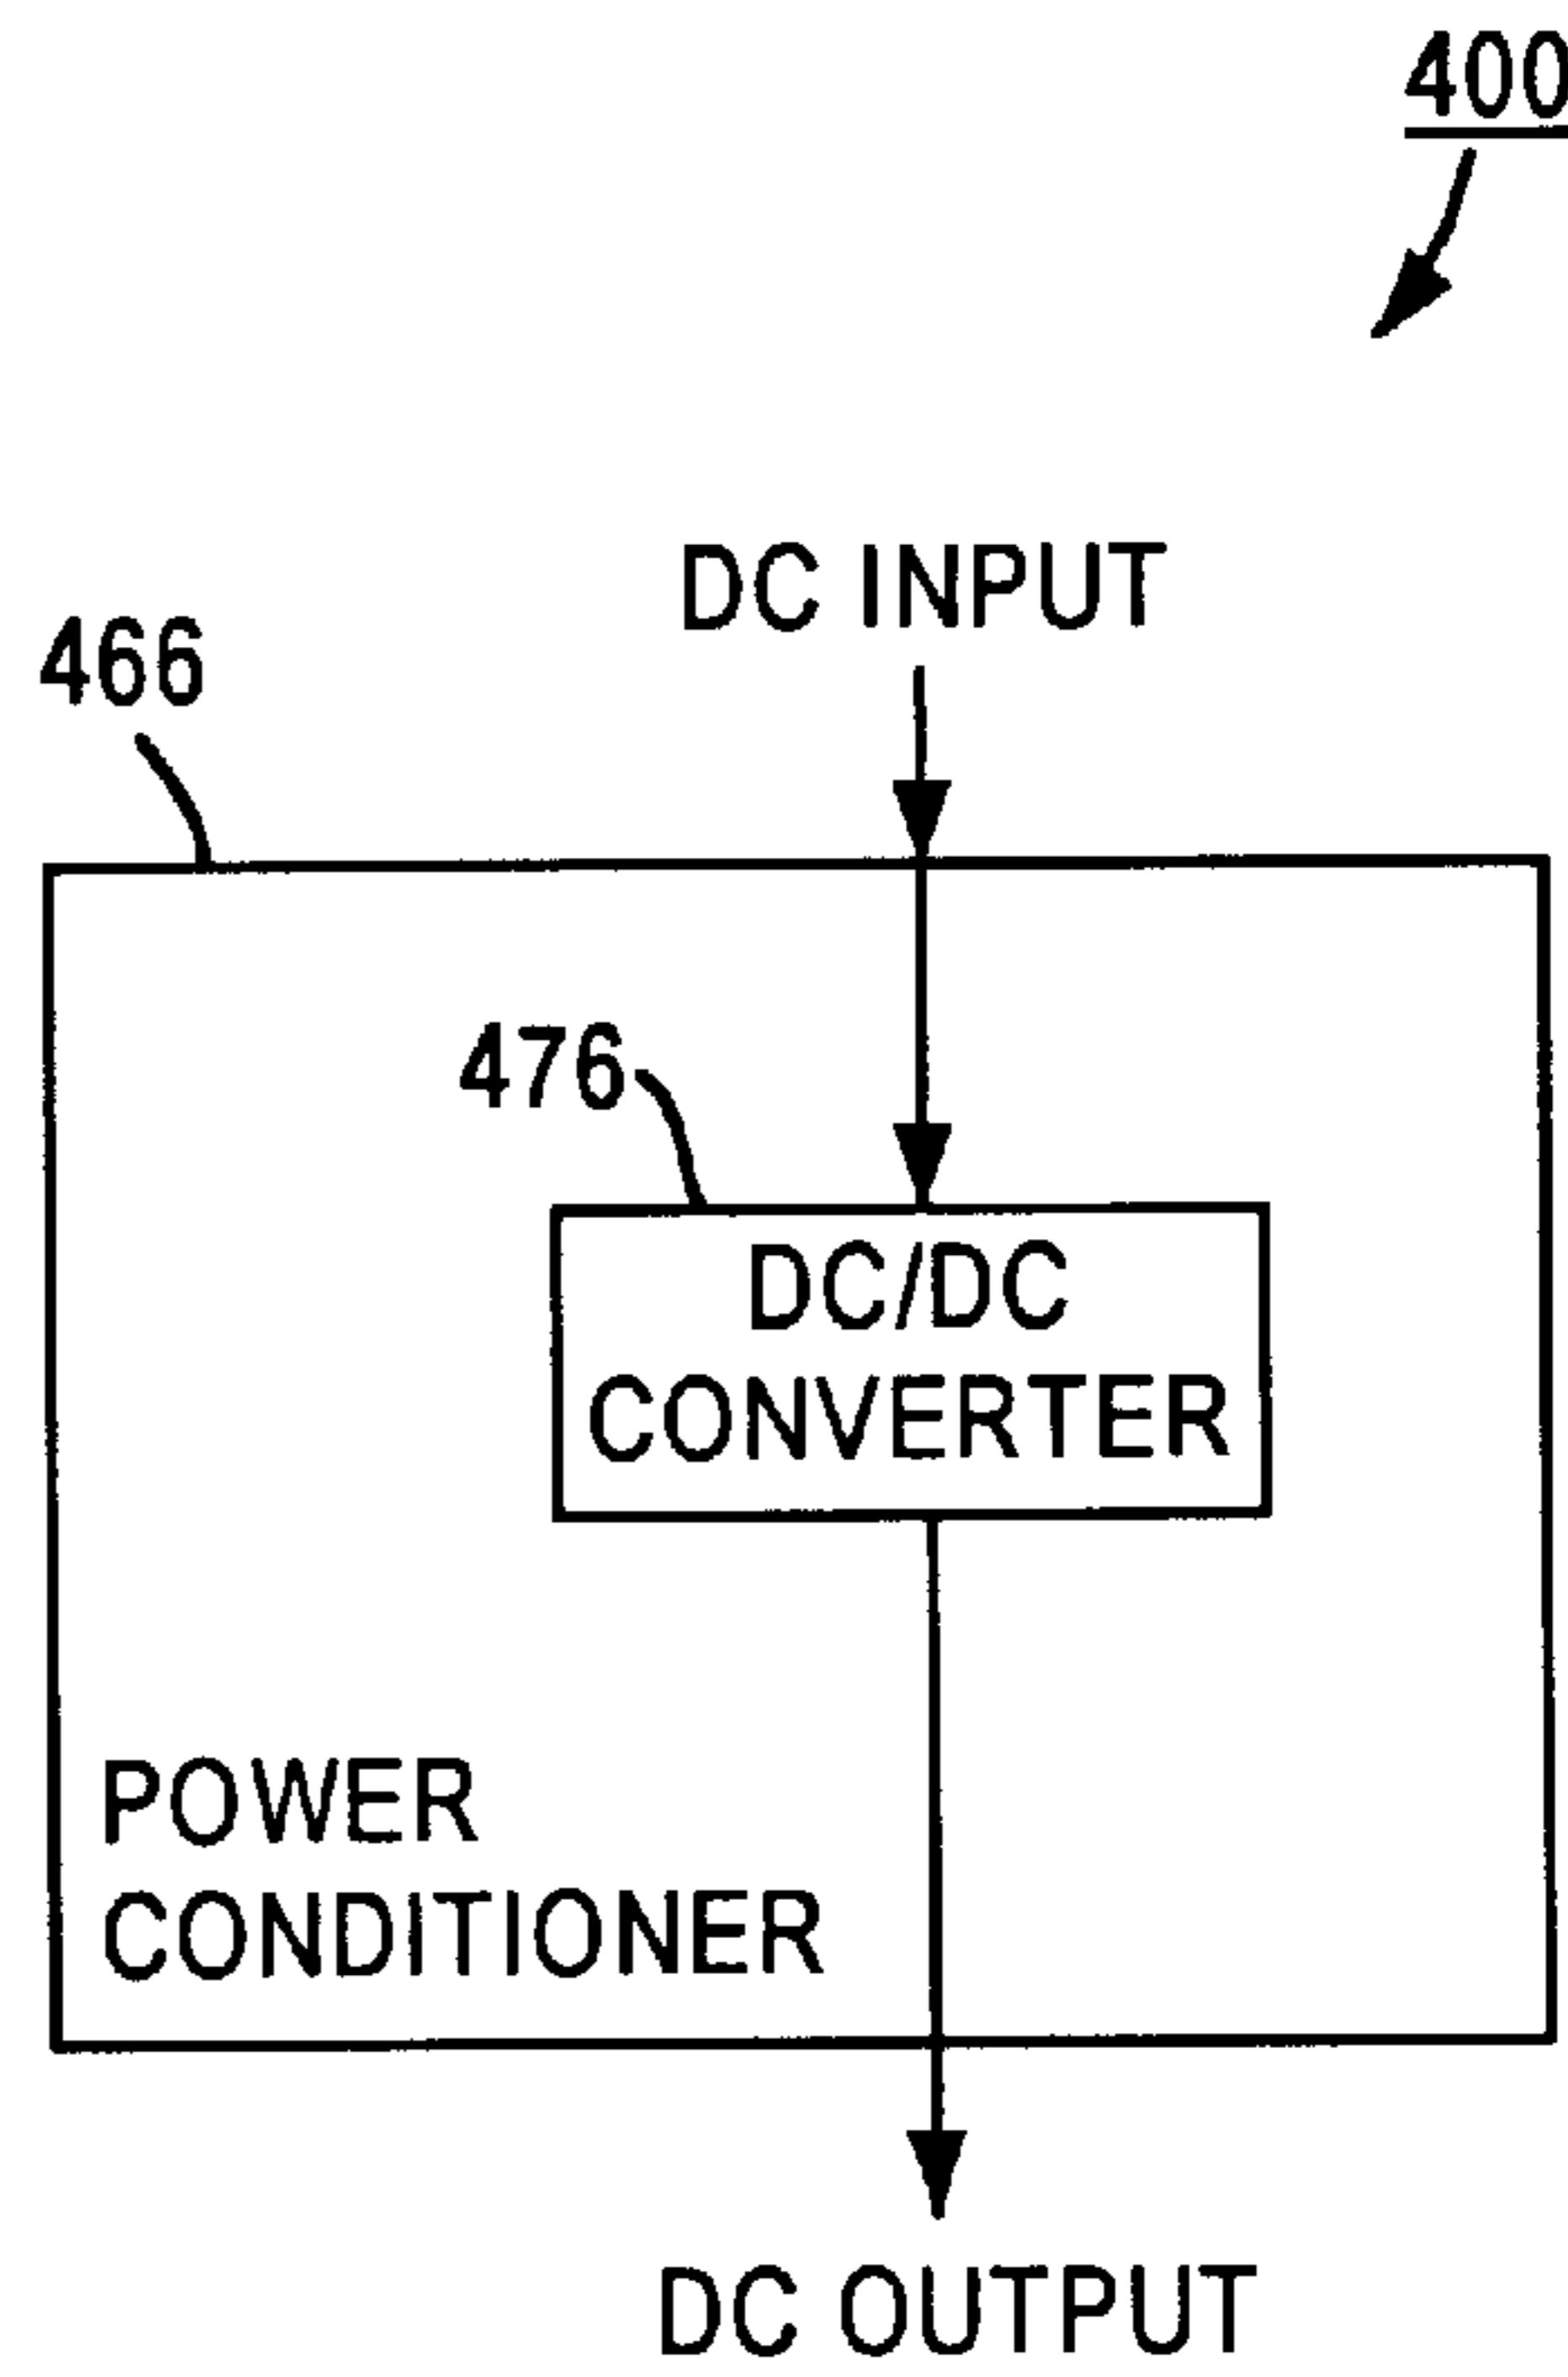 400
DC INPUT
466
476
DC/DC
CONVERTER
POWER
CONDITIONER
DC OUTPUT